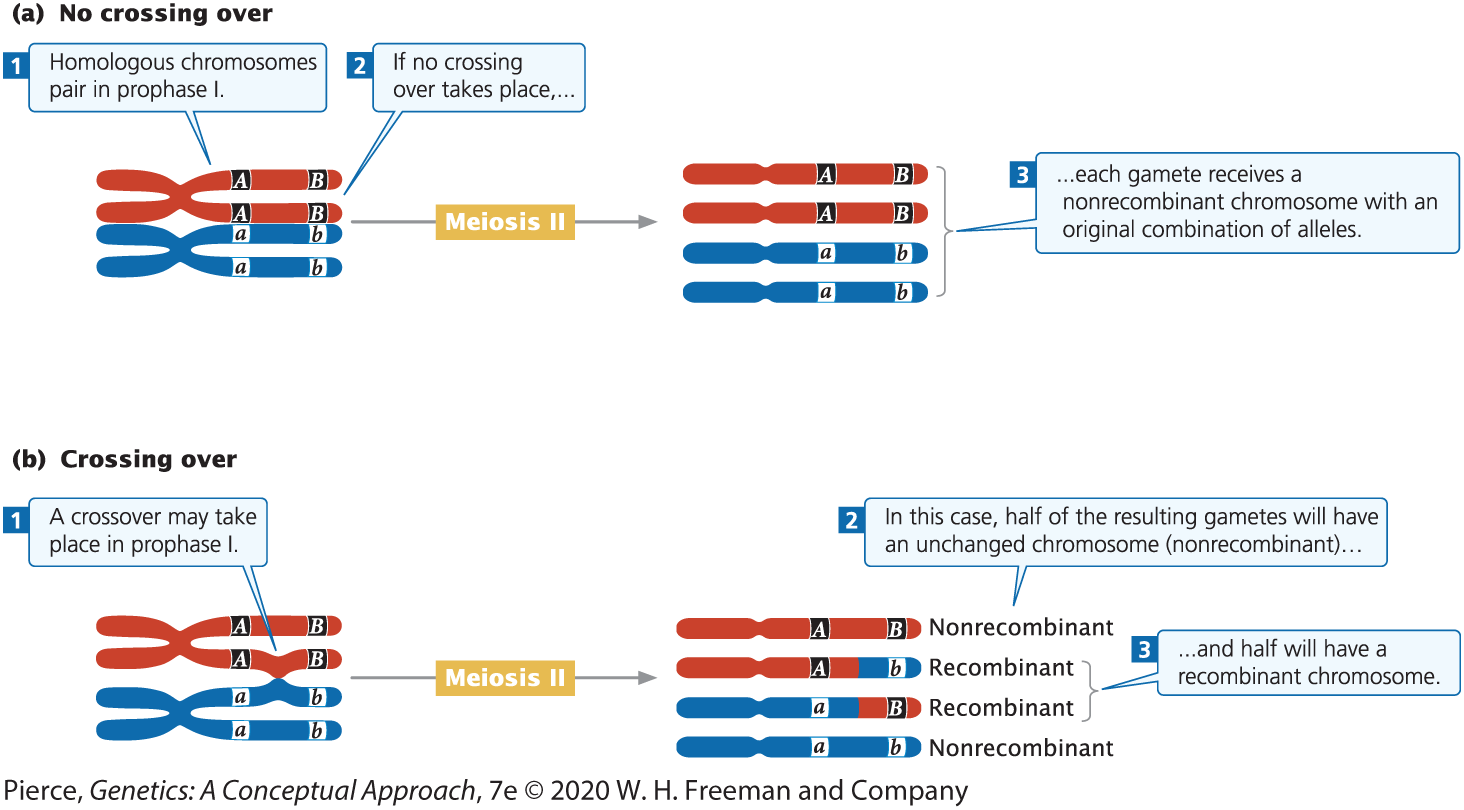 (a) No crossing over
1 Homologous chromosomes
pair in prophase I.
2 If no crossing
over takes place,...
A B
A B
a b
a b
Meiosis II
A B
A B
a b
a b
3 ...each gamete receives a
nonrecombinant chromosome with an
original combination of alleles.
(b) Crossing over
1 A crossover may take
place in prophase I.
A B
A B
a b
a b
Meiosis II
2 In this case, half of the resulting gametes will have
an unchanged chromosome (nonrecombinant)...
A B Nonrecombinant
A b Recombinant
a B Recombinant
a b Nonrecombinant
3 ...and half will have a
recombinant chromosome.
Pierce, Genetics: A Conceptual Approach, 7e © 2020 W. H. Freeman and Company